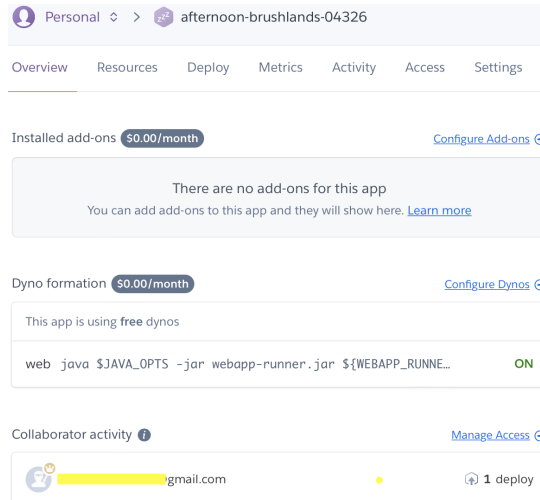 Personal > afternoon-brushlands-04326
Overview Resources Deploy Metrics Activity Access Settings
Installed add-ons $0.00/month Configure Add-ons
There are no add-ons for this app
You can add add-ons to this app and they will show here. Learn more
Dyno formation $0.00/month Configure Dynos
This app is using free dynos
web java $JAVA_OPTS -jar webapp-runner.jar ${WEBAPP_RUNNE… ON
Collaborator activity Manage Access
gmail.com 1 deploy